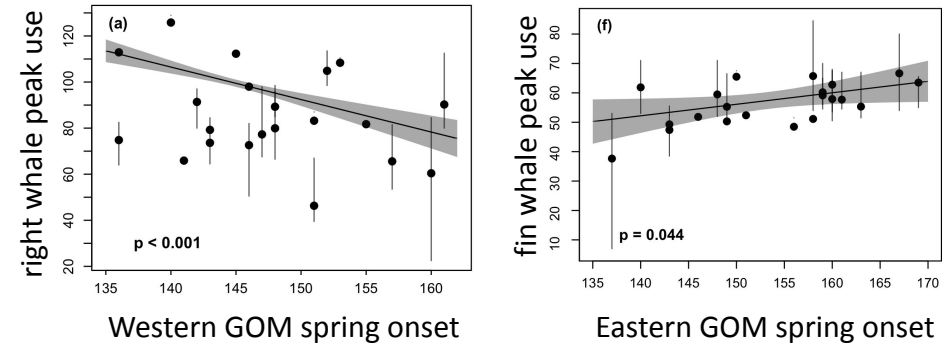 right whale peak use
(a)
120
100
80
60
40
20
p < 0.001
135 140 145 150 155 160
Western GOM spring onset
fin whale peak use
(f)
80
70
60
50
40
30
20
10
p = 0.044
135 140 145 150 155 160 165 170
Eastern GOM spring onset